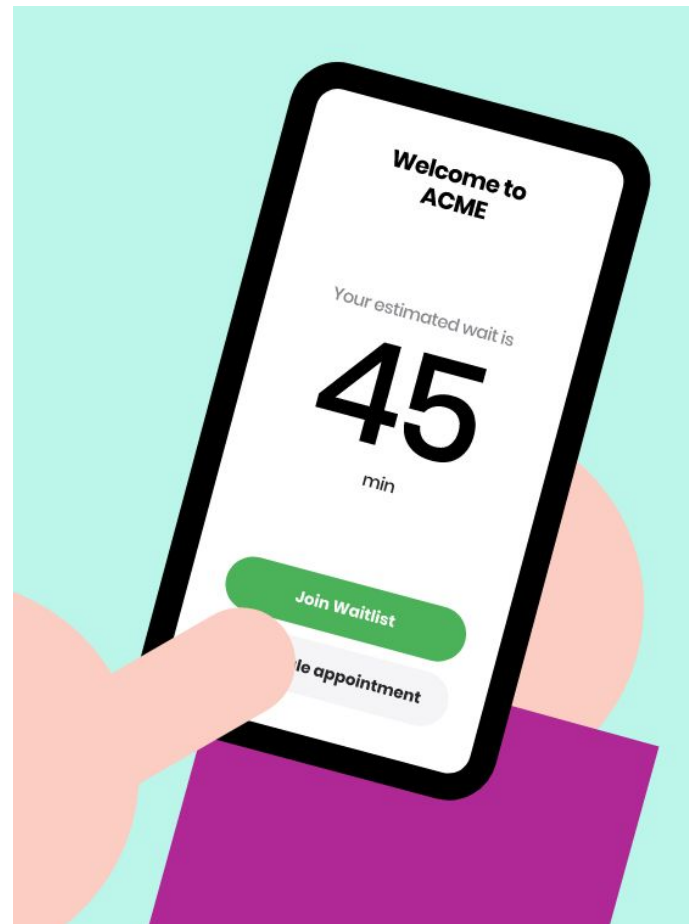 Welcome to
ACME
Your estimated wait is
45
min
Join Waitlist
appointment